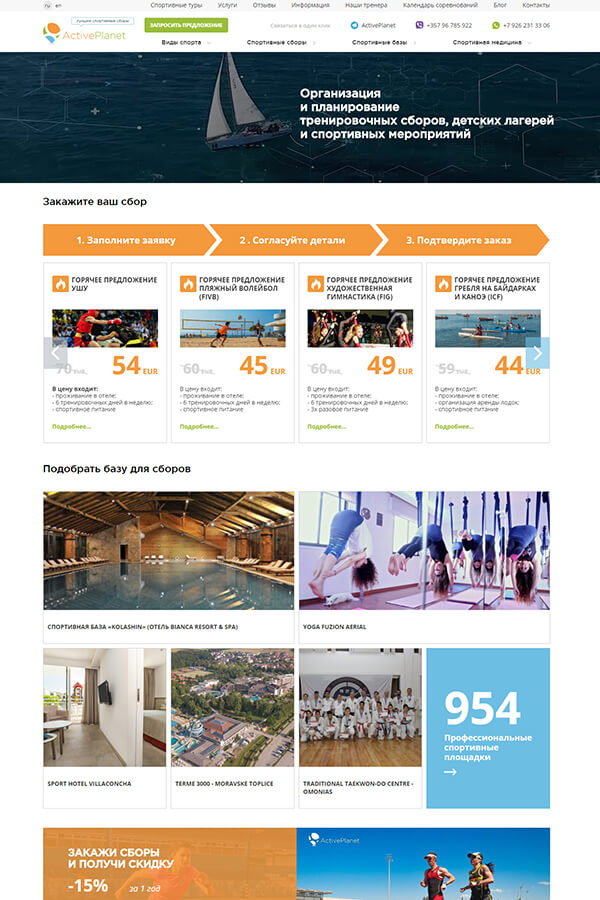 ru en
Спортивные туры Услуги Отзывы Информация Наши тренера Календарь соревнований Блог Контакты
лучшие спортивные сборы
ActivePlanet
ЗАПРОСИТЬ ПРЕДЛОЖЕНИЕ
Связаться в один клик:
ActivePlanet
+357 96 785 922
+7 926 231 33 06
Виды спорта Спортивные сборы Спортивные базы Спортивная медицина
Организация
и планирование
тренировочных сборов, детских лагерей
и спортивных мероприятий
Закажите ваш сбор
1. Заполните заявку
2. Согласуйте детали
3. Подтвердите заказ
ГОРЯЧЕЕ ПРЕДЛОЖЕНИЕ
УШУ
70
54 EUR
В цену входит:
- проживание в отеле;
- 6 тренировочных дней в неделю;
- спортивное питание
Подробнее...
ГОРЯЧЕЕ ПРЕДЛОЖЕНИЕ
ПЛЯЖНЫЙ ВОЛЕЙБОЛ
(FIVB)
60
45 EUR
В цену входит:
- проживание в отеле;
- 6 тренировочных дней в неделю;
- спортивное питание
Подробнее...
ГОРЯЧЕЕ ПРЕДЛОЖЕНИЕ
ХУДОЖЕСТВЕННАЯ
ГИМНАСТИКА (FIG)
60
49 EUR
В цену входит:
- проживание в отеле;
- 6 тренировочных дней в неделю;
- 3х разовое питание
Подробнее...
ГОРЯЧЕЕ ПРЕДЛОЖЕНИЕ
ГРЕБЛЯ НА БАЙДАРКАХ
И КАНОЭ (ICF)
59
44 EUR
В цену входит:
- проживание в отеле;
- организация аренды лодок;
- спортивное питание
Подробнее...
Подобрать базу для сборов
СПОРТИВНАЯ БАЗА «KOLASHIN» (ОТЕЛЬ BIANCA RESORT & SPA)
YOGA FUZION AERIAL
SPORT HOTEL VILLACONCHA
TERME 3000 - MORAVSKE TOPLICE
TRADITIONAL TAEKWON-DO CENTRE -
OMONIAS
954
Профессиональные
спортивные
площадки
ЗАКАЖИ СБОРЫ
И ПОЛУЧИ СКИДКУ
-15% за 1 год
ActivePlanet